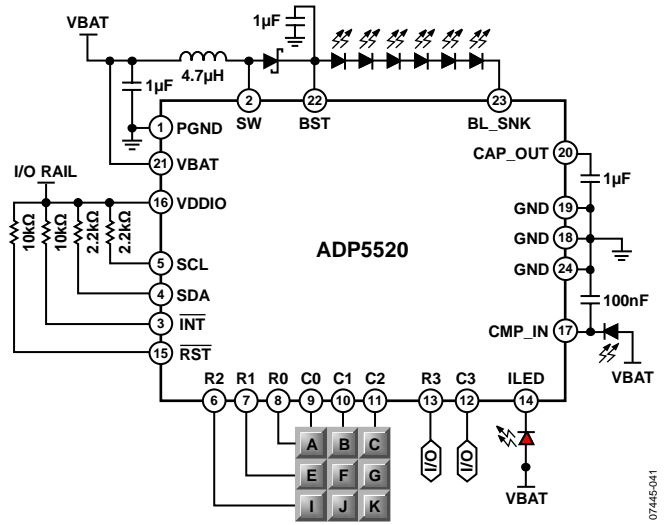 VBAT
1µF
4.7µH
1µF
2
22
23
SW
BST
BL_SNK
1
PGND
CAP_OUT
20
21
VBAT
1µF
I/O RAIL
16
VDDIO
GND
19
10kΩ
10kΩ
2.2kΩ
2.2kΩ
ADP5520
GND
18
5
SCL
GND
24
4
SDA
100nF
3
INT
CMP_IN
17
15
RST
VBAT
R2
R1
R0
C0
C1
C2
R3
C3
ILED
6
7
8
9
10
11
13
12
14
A
B
C
I/O
I/O
E
F
G
I
J
K
VBAT
07445-041